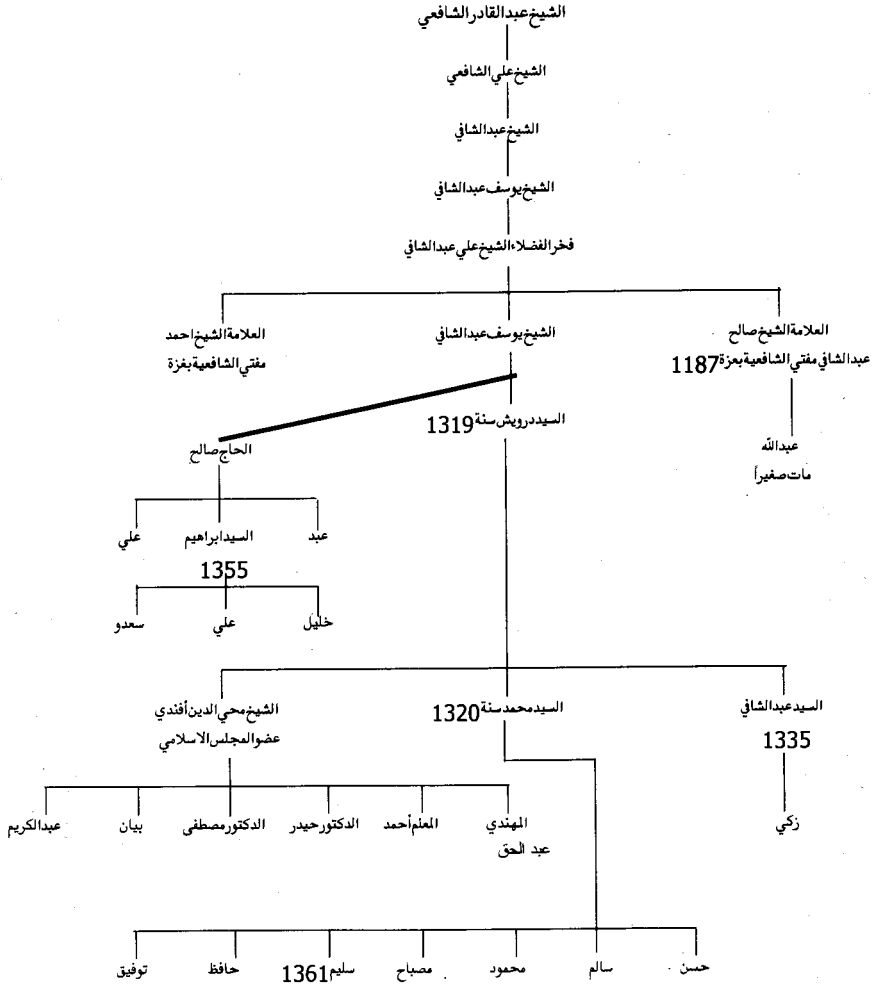 الشيخ عبدالقادر الشافعي
الشيخ علي الشافعي
الشيخ عبدالشافي
الشيخ يوسف عبدالشافي
فخر الفضلاء الشيخ علي عبدالشافي
العلامة الشيخ صالح
عبدالشافي مفتي الشافعية بغزة 1187
الشيخ يوسف عبدالشافي
العلامة الشيخ احمد
مفتي الشافعية بغزة
عبدالله
مات صغيراً
السيد درويش سنة 1319
الحاج صالح
عبد
السيد ابراهيم
1355
علي
خليل
علي
سعدو
السيد عبدالشافي
1335
السيد محمد سنة 1320
الشيخ محي الدين أفندي
عضو المجلس الاسلامي
زكي
المهندي
عبد الحق
المعلم أحمد
الدكتور حيدر
الدكتور مصطفى
بيان
عبدالكريم
حسن
سالم
محمود
مصباح
سليم 1361
حافظ
توفيق